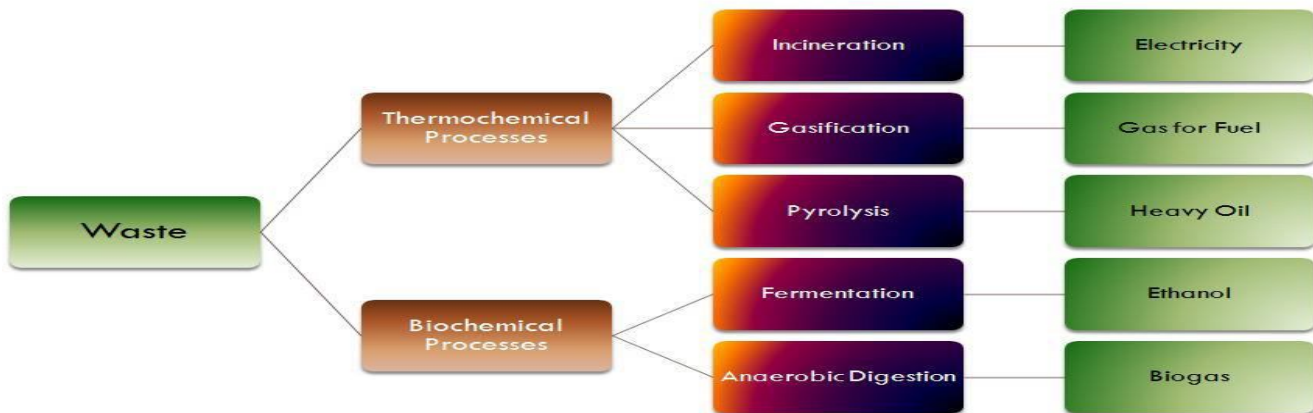 Incineration
Electricity
Thermochemical
Processes
Gasification
Gas for Fuel
Pyrolysis
Heavy Oil
Waste
Fermentation
Ethanol
Biochemical
Processes
Anaerobic Digestion
Biogas